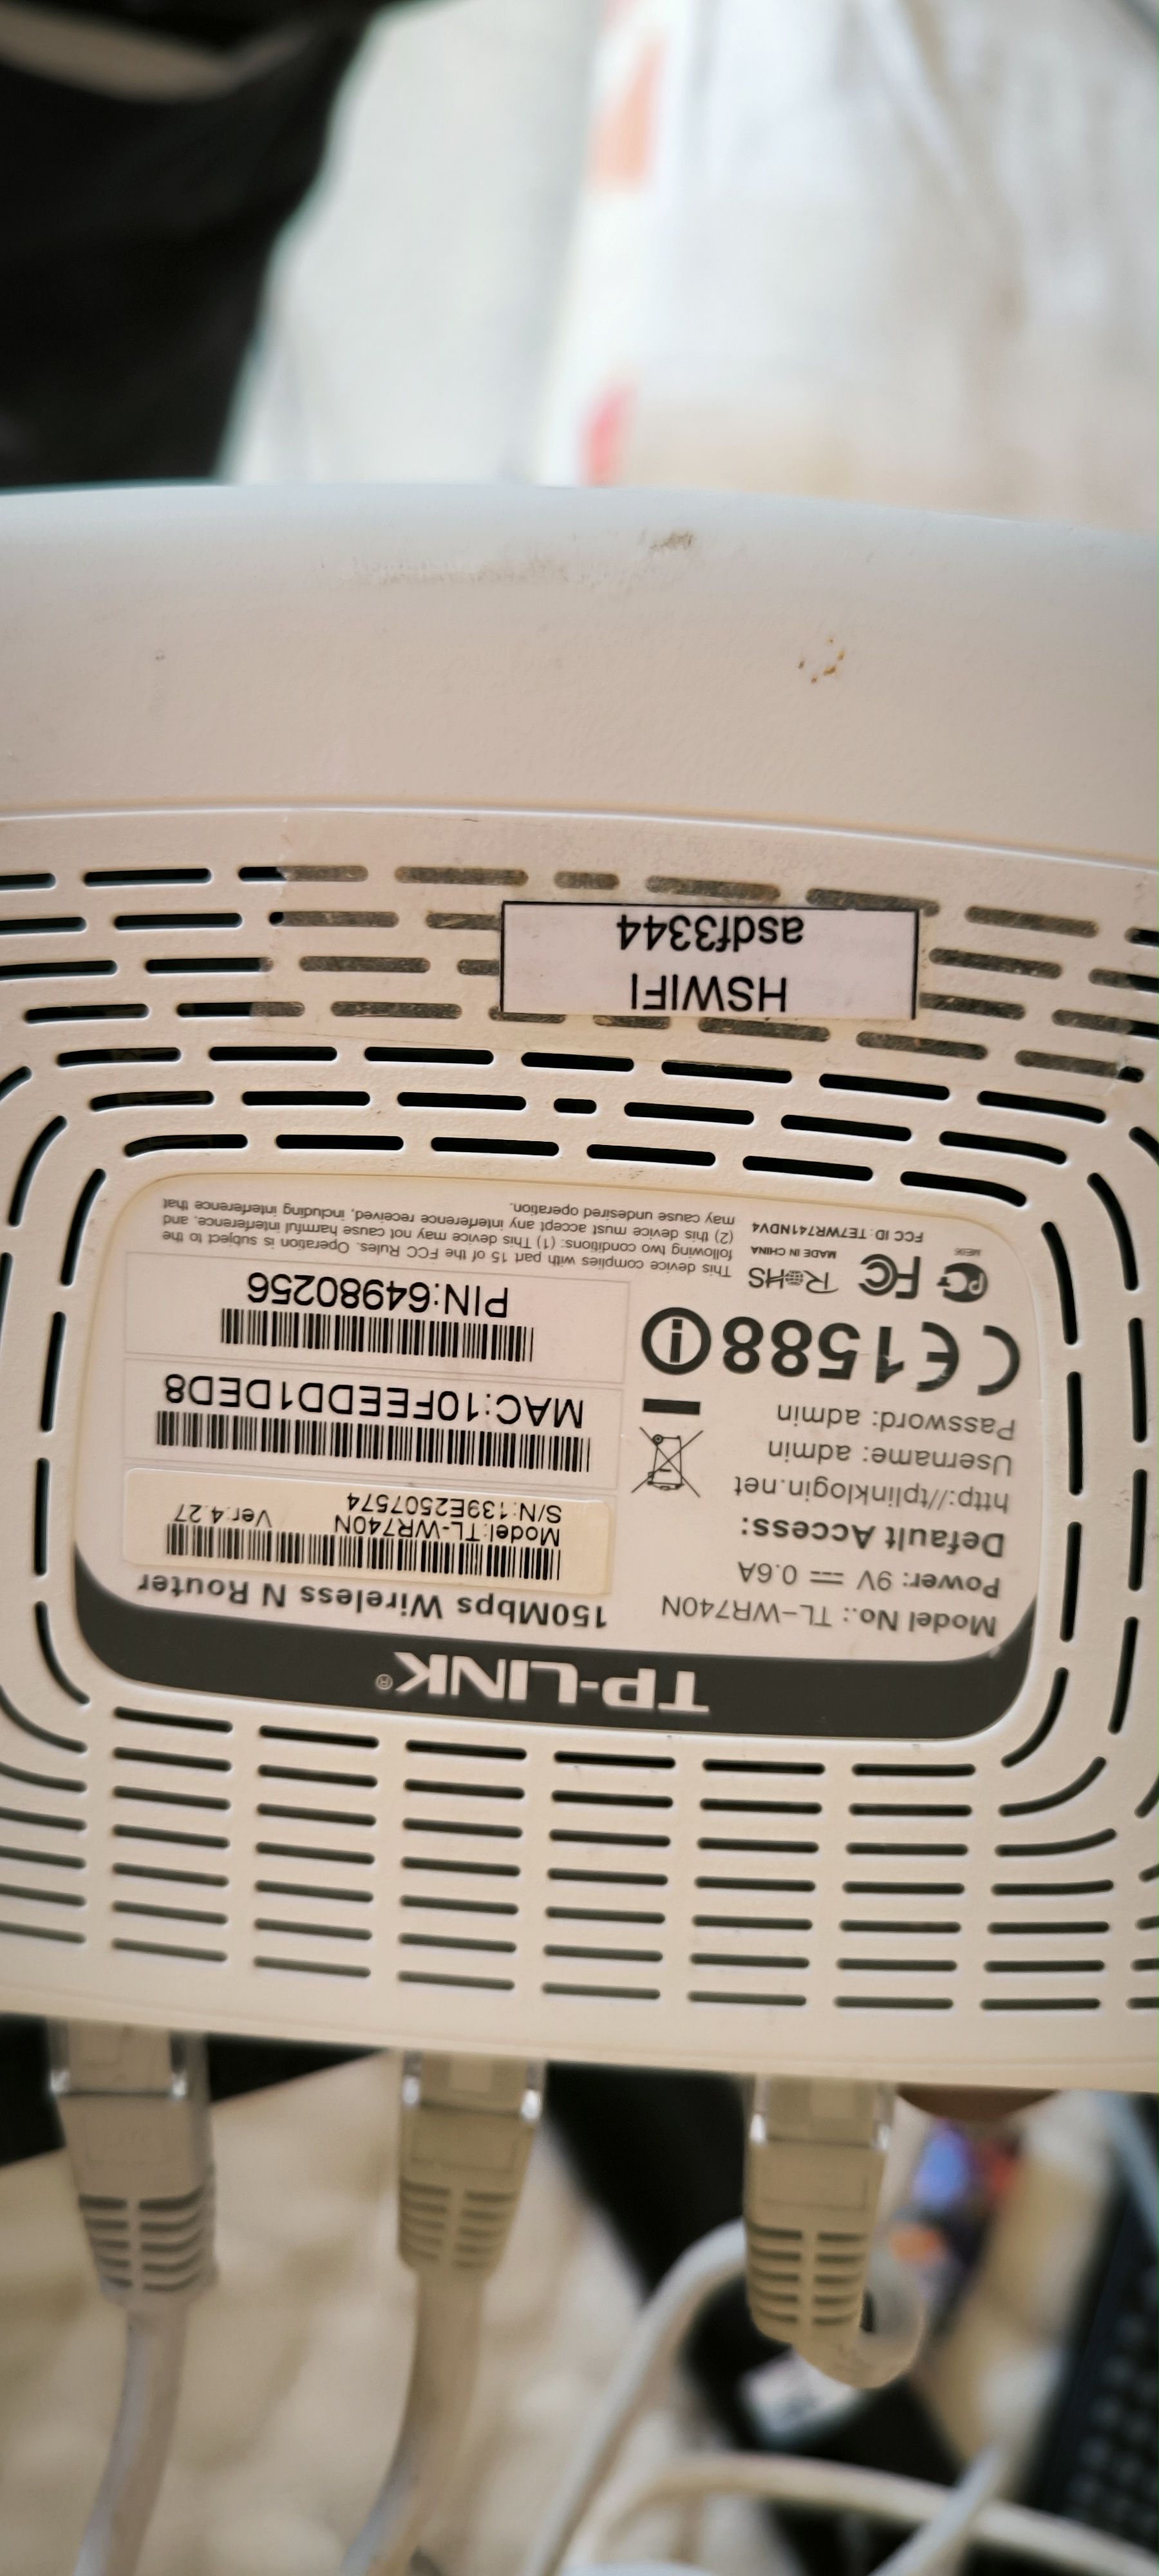 TP-LINK®
150Mbps Wireless N Router
Model No.: TL-WR740N
Power: 9V ⎓ 0.6A
Default Access:
http://tplinklogin.net
Username: admin
Password: admin
CE1588
RoHS FC
MADE IN CHINA
FCC ID: TE7WR741NDV4
Model:TL-WR740N Ver:4.27
S/N:139E2507574
MAC:10FEEDD1DED8
PIN:64980256
This device complies with part 15 of the FCC Rules. Operation is subject to the
following two conditions: (1) This device may not cause harmful interference, and
(2) this device must accept any interference received, including interference that
may cause undesired operation.
HSWIFI
asdf3344